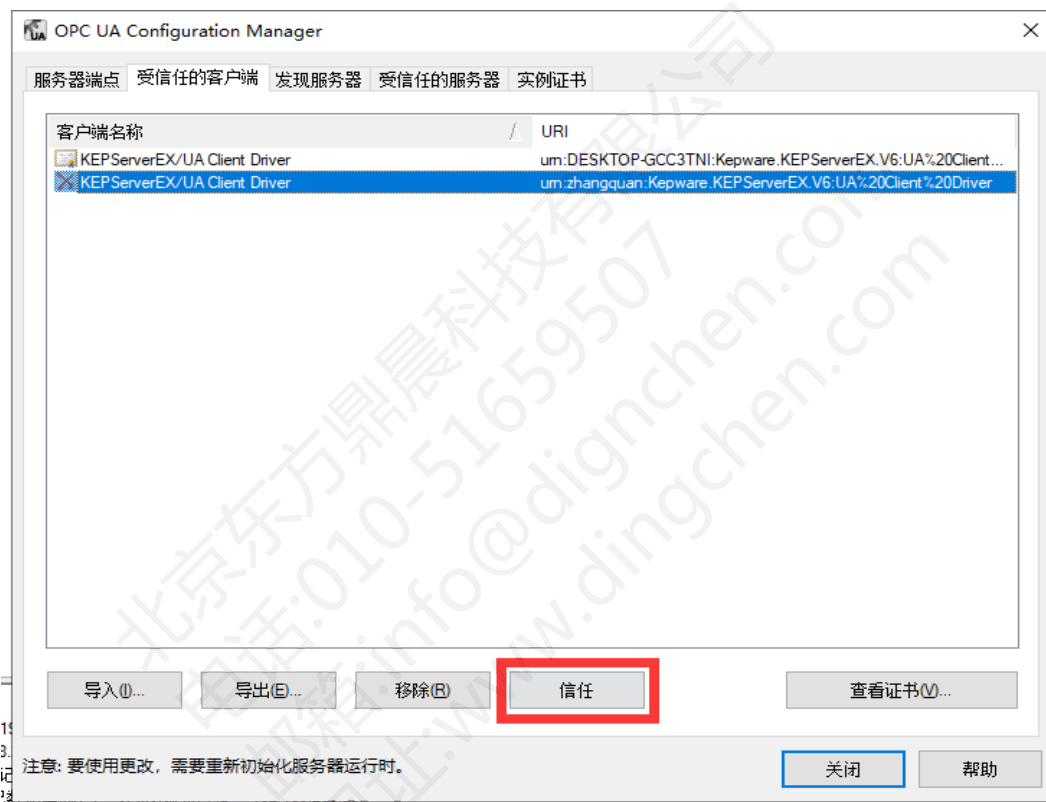 OPC UA Configuration Manager
服务器端点 受信任的客户端 发现服务器 受信任的服务器 实例证书
客户端名称 URI
KEPServerEX/UA Client Driver urn:DESKTOP-GCC3TNI:Kepware.KEPServerEX.V6:UA%20Client...
KEPServerEX/UA Client Driver urn:zhangquan:Kepware.KEPServerEX.V6:UA%20Client%20Driver
导入(I)... 导出(E)... 移除(R) 信任 查看证书(V)...
注意: 要使用更改，需要重新初始化服务器运行时。
关闭 帮助
北京东方鼎晨科技有限公司
电话:010-51659507
邮箱:info@dignchen.com
网址:www.dingchen.com